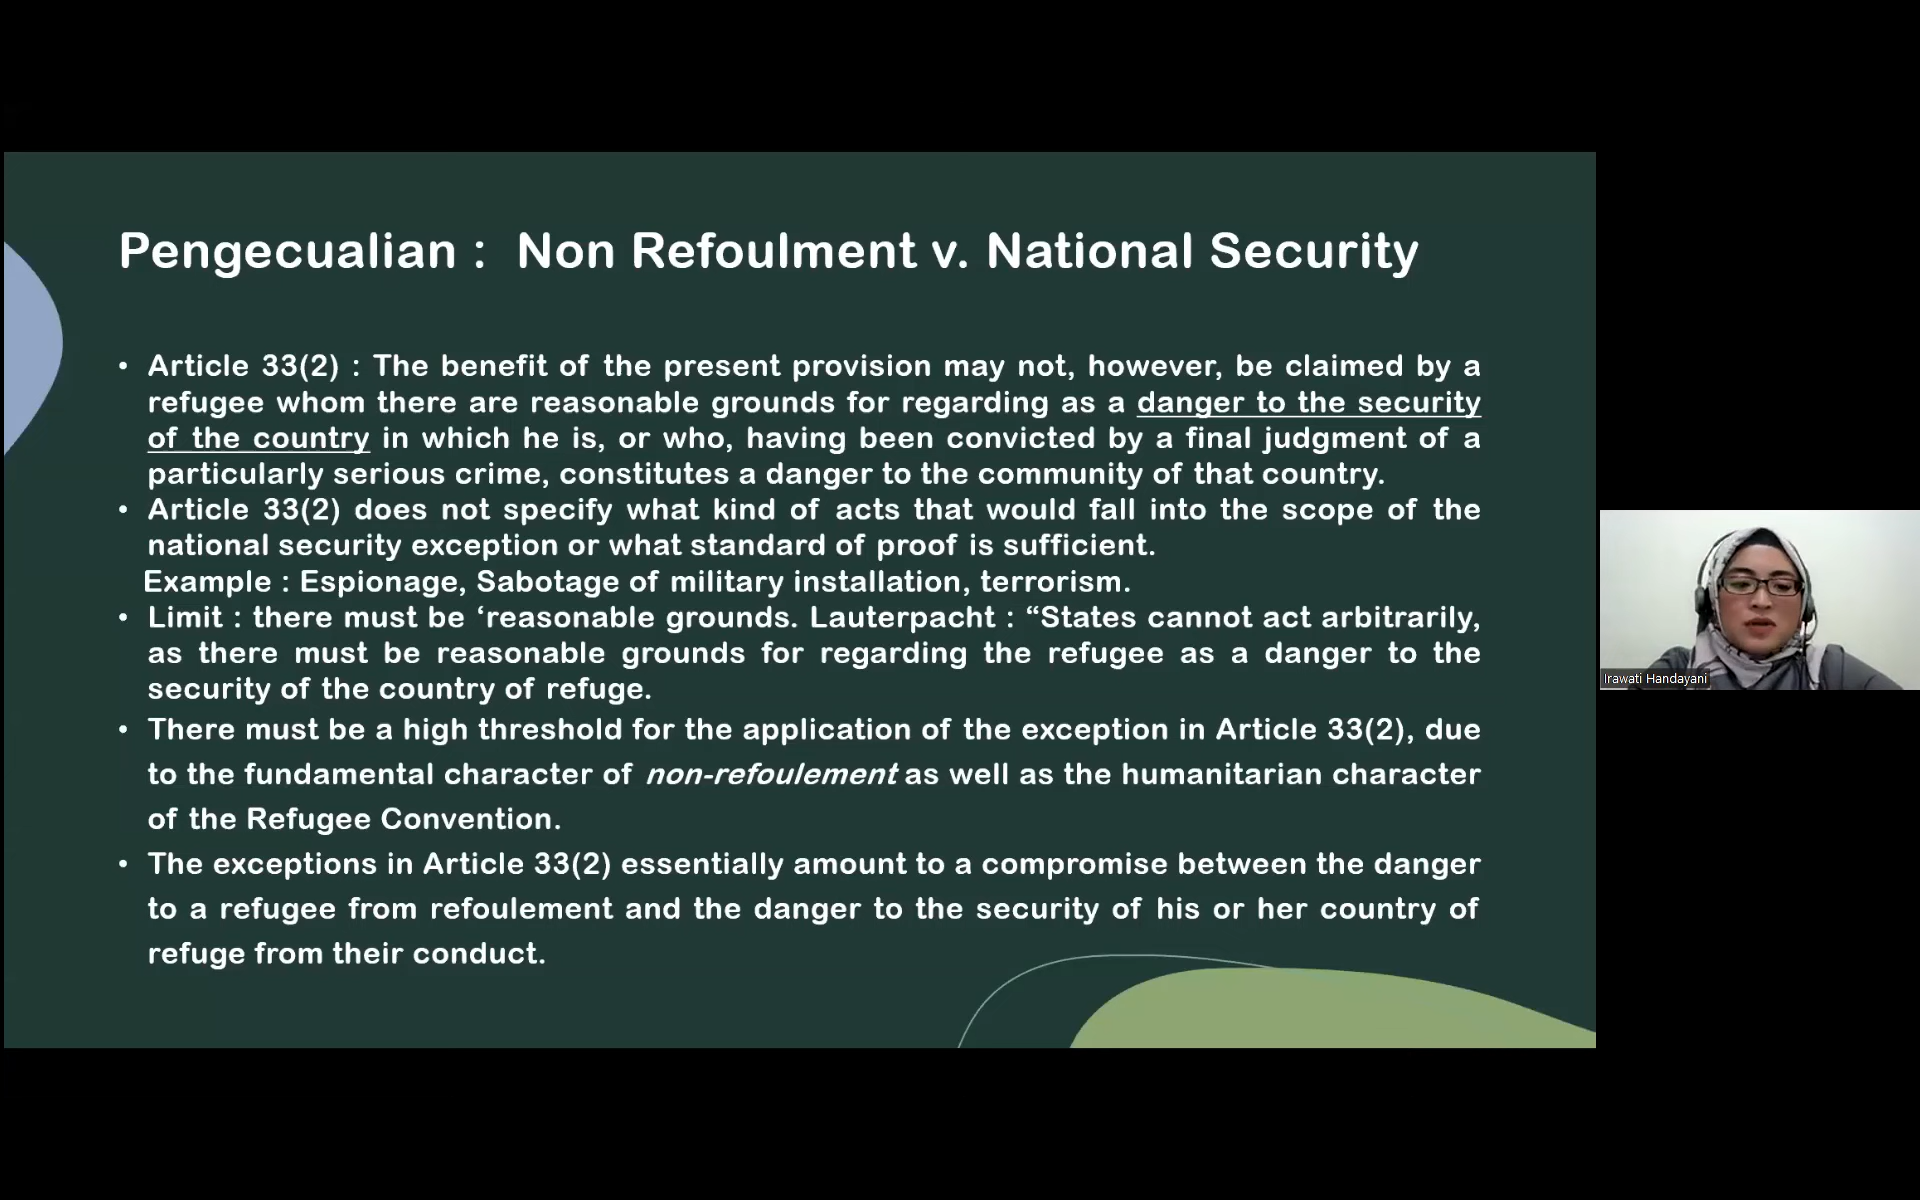 Pengecualian : Non Refoulment v. National Security
• Article 33(2) : The benefit of the present provision may not, however, be claimed by a
refugee whom there are reasonable grounds for regarding as a danger to the security
of the country in which he is, or who, having been convicted by a final judgment of a
particularly serious crime, constitutes a danger to the community of that country.
• Article 33(2) does not specify what kind of acts that would fall into the scope of the
national security exception or what standard of proof is sufficient.
Example : Espionage, Sabotage of military installation, terrorism.
• Limit : there must be ‘reasonable grounds. Lauterpacht : “States cannot act arbitrarily,
as there must be reasonable grounds for regarding the refugee as a danger to the
security of the country of refuge.
• There must be a high threshold for the application of the exception in Article 33(2), due
to the fundamental character of non-refoulement as well as the humanitarian character
of the Refugee Convention.
• The exceptions in Article 33(2) essentially amount to a compromise between the danger
to a refugee from refoulement and the danger to the security of his or her country of
refuge from their conduct.
Irawati Handayani